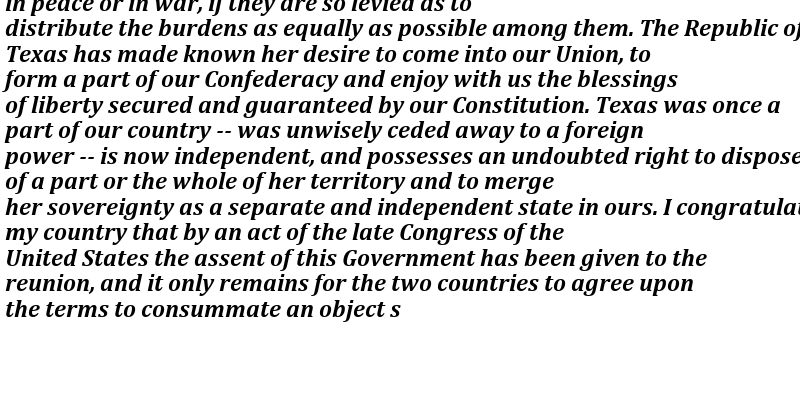 in peace or in war, if they are so levied as to
distribute the burdens as equally as possible among them. The Republic of
Texas has made known her desire to come into our Union, to
form a part of our Confederacy and enjoy with us the blessings
of liberty secured and guaranteed by our Constitution. Texas was once a
part of our country -- was unwisely ceded away to a foreign
power -- is now independent, and possesses an undoubted right to dispose
of a part or the whole of her territory and to merge
her sovereignty as a separate and independent state in ours. I congratulat
my country that by an act of the late Congress of the
United States the assent of this Government has been given to the
reunion, and it only remains for the two countries to agree upon
the terms to consummate an object s